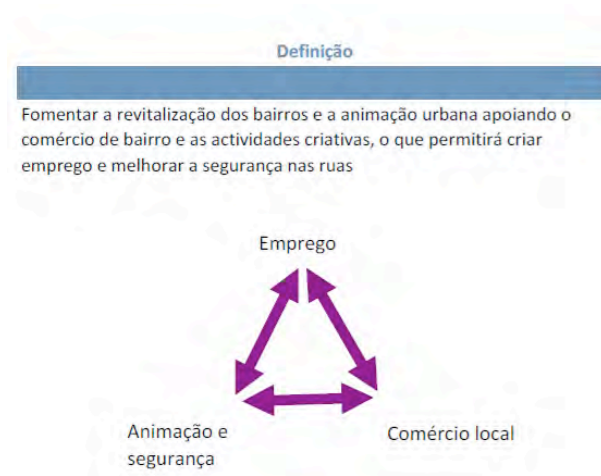 Definição
Fomentar a revitalização dos bairros e a animação urbana apoiando o
comércio de bairro e as actividades criativas, o que permitirá criar
emprego e melhorar a segurança nas ruas
Emprego
Animação e
segurança
Comércio local